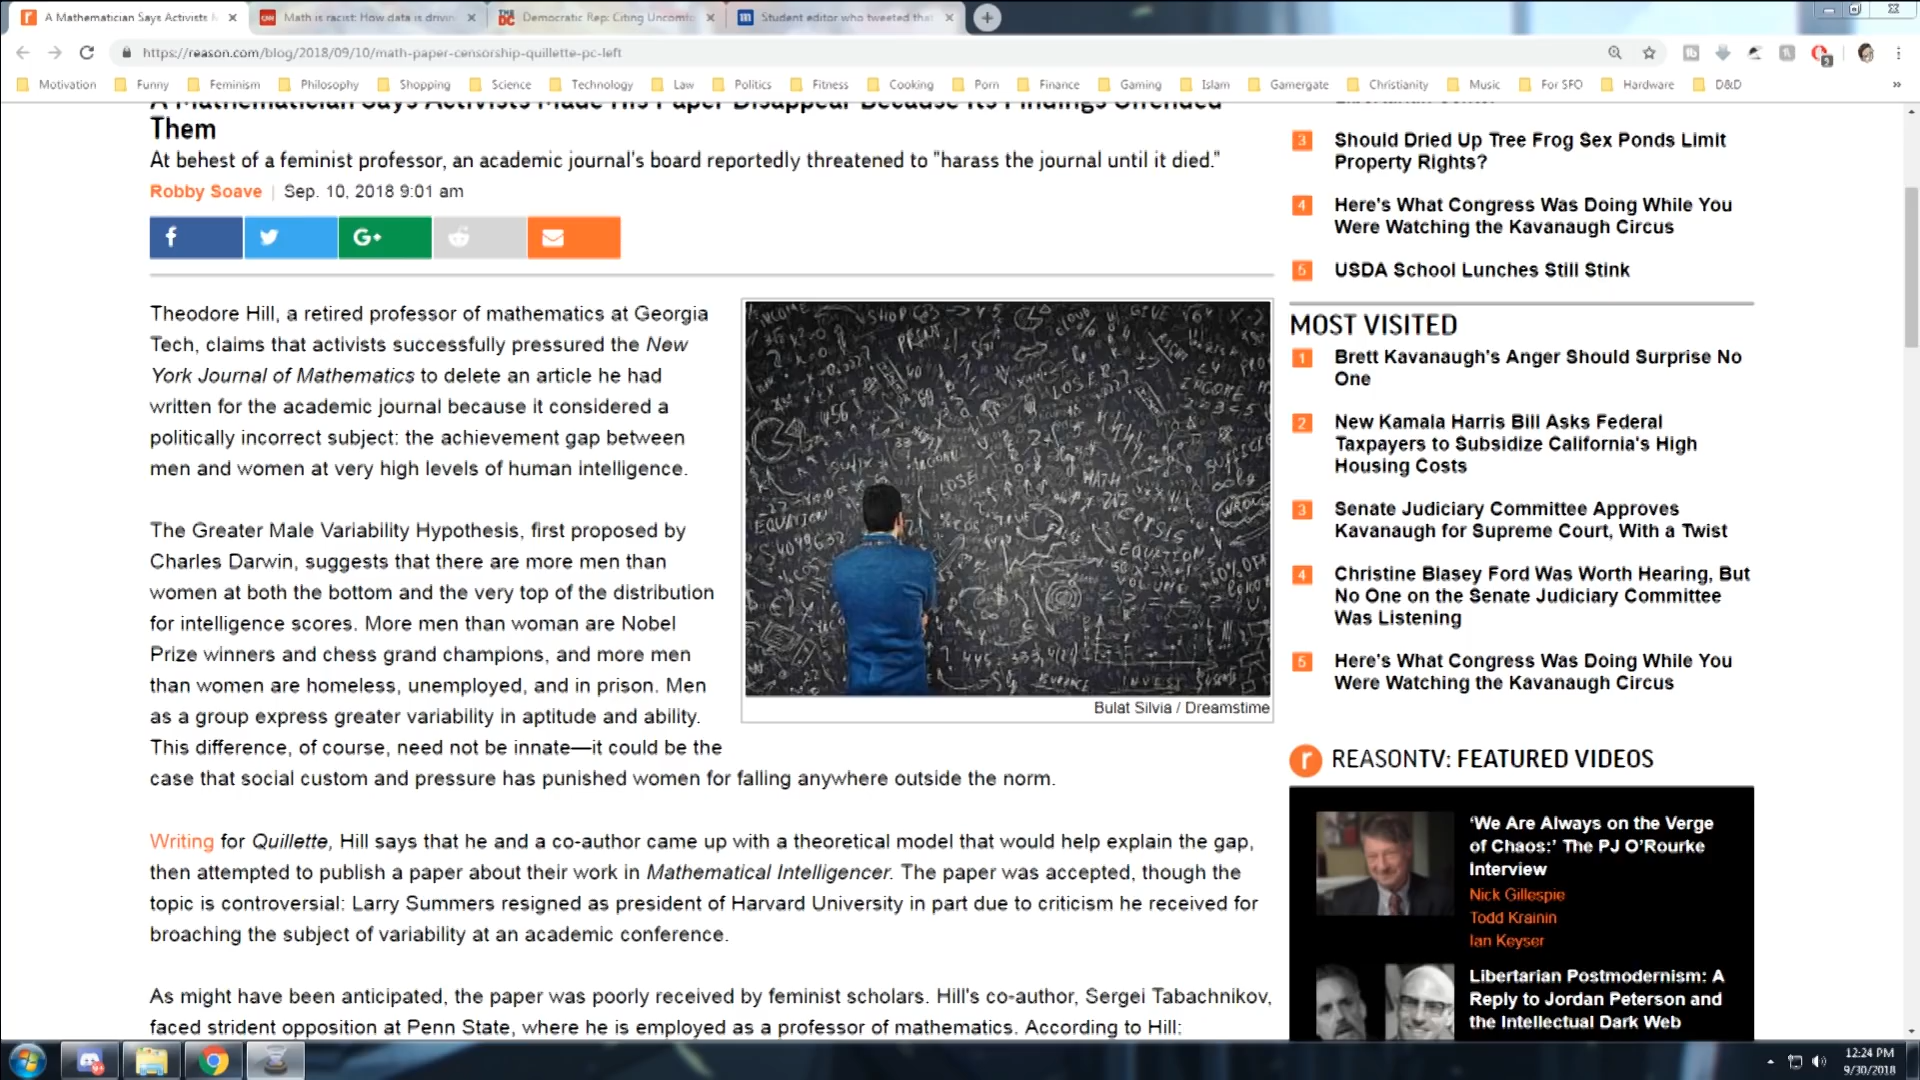 A Mathematician Says Activists M
Math is racist: How data is drivin
Democratic Rep: Citing Uncomfo
Student editor who tweeted that
https://reason.com/blog/2018/09/10/math-paper-censorship-quillette-pc-left
Motivation Funny Feminism Philosophy Shopping Science Technology Law Politics Fitness Cooking Porn Finance Gaming Islam Gamergate Christianity Music For SFO Hardware D&D »
A Mathematician Says Activists Made His Paper Disappear Because Its Findings Offended
Them
At behest of a feminist professor, an academic journal's board reportedly threatened to "harass the journal until it died."
Robby Soave | Sep. 10, 2018 9:01 am
f
G+
Theodore Hill, a retired professor of mathematics at Georgia
Tech, claims that activists successfully pressured the New
York Journal of Mathematics to delete an article he had
written for the academic journal because it considered a
politically incorrect subject: the achievement gap between
men and women at very high levels of human intelligence.
The Greater Male Variability Hypothesis, first proposed by
Charles Darwin, suggests that there are more men than
women at both the bottom and the very top of the distribution
for intelligence scores. More men than woman are Nobel
Prize winners and chess grand champions, and more men
than women are homeless, unemployed, and in prison. Men
as a group express greater variability in aptitude and ability.
This difference, of course, need not be innate—it could be the
case that social custom and pressure has punished women for falling anywhere outside the norm.
Bulat Silvia / Dreamstime
Writing for Quillette, Hill says that he and a co-author came up with a theoretical model that would help explain the gap,
then attempted to publish a paper about their work in Mathematical Intelligencer. The paper was accepted, though the
topic is controversial: Larry Summers resigned as president of Harvard University in part due to criticism he received for
broaching the subject of variability at an academic conference.
As might have been anticipated, the paper was poorly received by feminist scholars. Hill's co-author, Sergei Tabachnikov,
faced strident opposition at Penn State, where he is employed as a professor of mathematics. According to Hill:
3 Should Dried Up Tree Frog Sex Ponds Limit
Property Rights?
4 Here's What Congress Was Doing While You
Were Watching the Kavanaugh Circus
5 USDA School Lunches Still Stink
MOST VISITED
1 Brett Kavanaugh's Anger Should Surprise No
One
2 New Kamala Harris Bill Asks Federal
Taxpayers to Subsidize California's High
Housing Costs
3 Senate Judiciary Committee Approves
Kavanaugh for Supreme Court, With a Twist
4 Christine Blasey Ford Was Worth Hearing, But
No One on the Senate Judiciary Committee
Was Listening
5 Here's What Congress Was Doing While You
Were Watching the Kavanaugh Circus
r REASONTV: FEATURED VIDEOS
'We Are Always on the Verge
of Chaos:' The PJ O'Rourke
Interview
Nick Gillespie
Todd Krainin
Ian Keyser
Libertarian Postmodernism: A
Reply to Jordan Peterson and
the Intellectual Dark Web
12:24 PM
9/30/2018